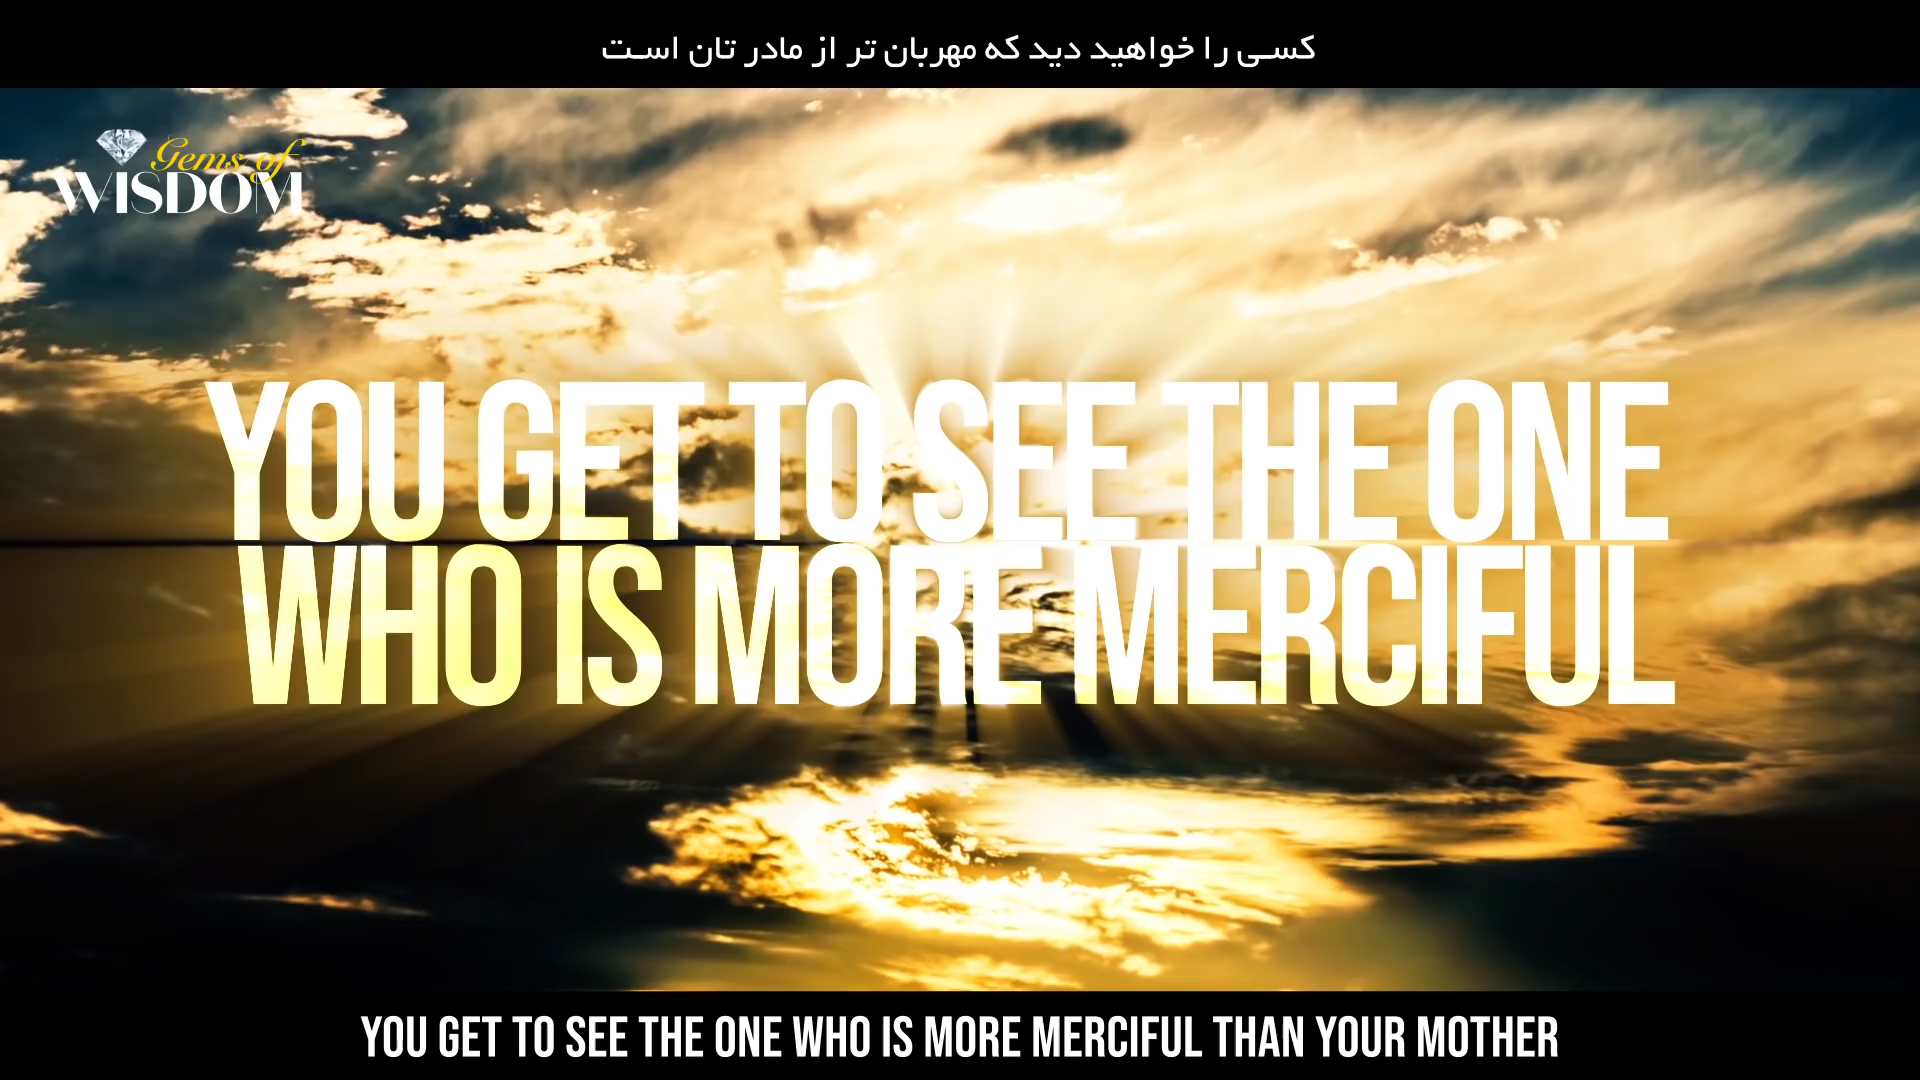 کسی را خواهید دید که مهربان تر از مادر تان است
Gems of
WISDOM
YOU GET TO SEE THE ONE
WHO IS MORE MERCIFUL
YOU GET TO SEE THE ONE WHO IS MORE MERCIFUL THAN YOUR MOTHER